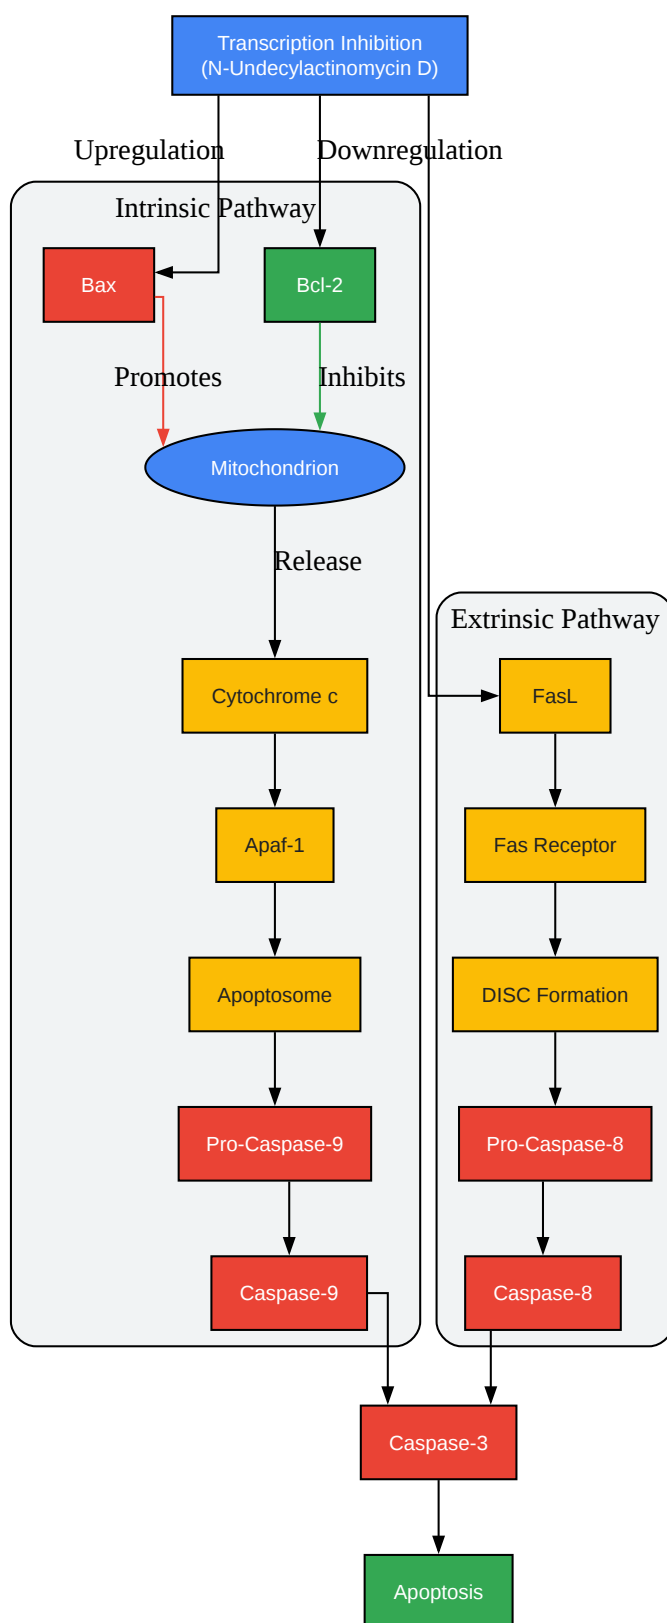 Transcription Inhibition
(N-Undecylactinomycin D)
Upregulation
Downregulation
Intrinsic Pathway
Bax
Bcl-2
Promotes
Inhibits
Mitochondrion
Release
Cytochrome c
Apaf-1
Apoptosome
Pro-Caspase-9
Caspase-9
Extrinsic Pathway
FasL
Fas Receptor
DISC Formation
Pro-Caspase-8
Caspase-8
Caspase-3
Apoptosis